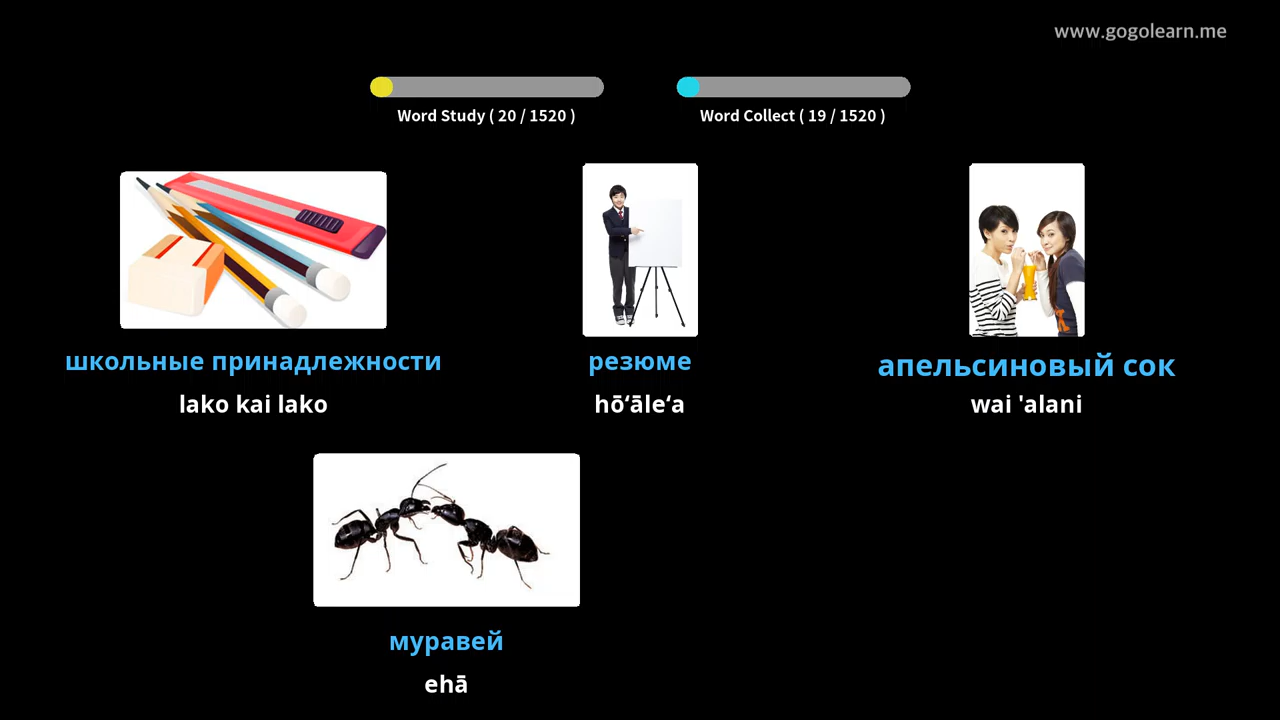 www.gogolearn.me
Word Study ( 20 / 1520 )
Word Collect ( 19 / 1520 )
школьные принадлежности
lako kai lako
резюме
hōʻāleʻa
апельсиновый сок
wai 'alani
муравей
ehā